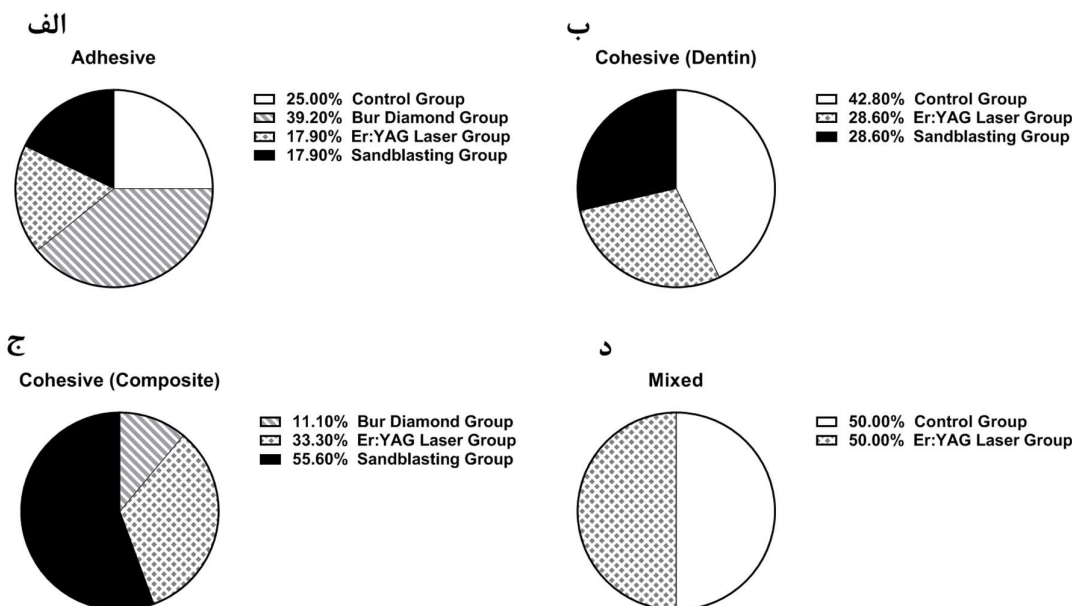 الف
Adhesive
25.00% Control Group
39.20% Bur Diamond Group
17.90% Er:YAG Laser Group
17.90% Sandblasting Group
ب
Cohesive (Dentin)
42.80% Control Group
28.60% Er:YAG Laser Group
28.60% Sandblasting Group
ج
Cohesive (Composite)
11.10% Bur Diamond Group
33.30% Er:YAG Laser Group
55.60% Sandblasting Group
د
Mixed
50.00% Control Group
50.00% Er:YAG Laser Group